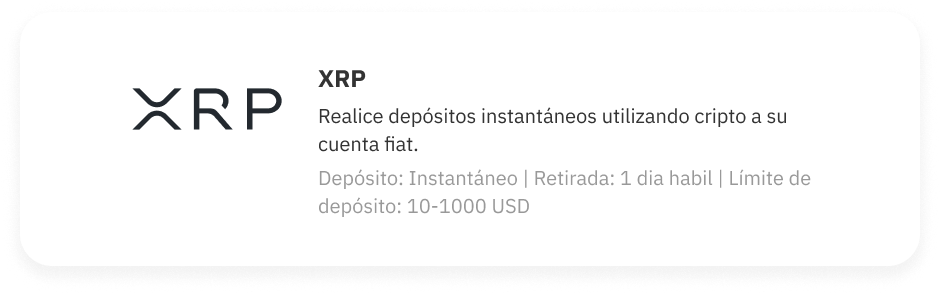 XRP
XRP
Realice depósitos instantáneos utilizando cripto a su
cuenta fiat.
Depósito: Instantáneo | Retirada: 1 dia habil | Límite de
depósito: 10-1000 USD